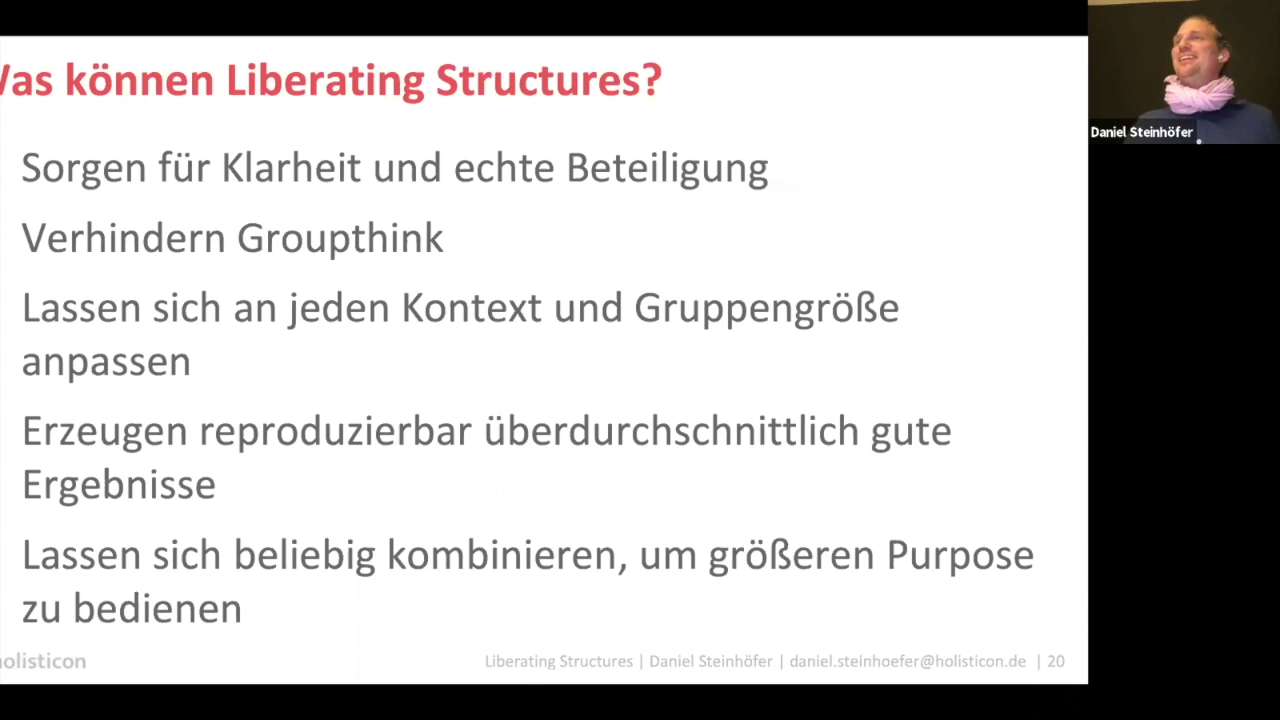 Was können Liberating Structures?
Sorgen für Klarheit und echte Beteiligung
Verhindern Groupthink
Lassen sich an jeden Kontext und Gruppengröße
anpassen
Erzeugen reproduzierbar überdurchschnittlich gute
Ergebnisse
Lassen sich beliebig kombinieren, um größeren Purpose
zu bedienen
holisticon
Liberating Structures | Daniel Steinhöfer | daniel.steinhoefer@holisticon.de | 20
Daniel Steinhöfer